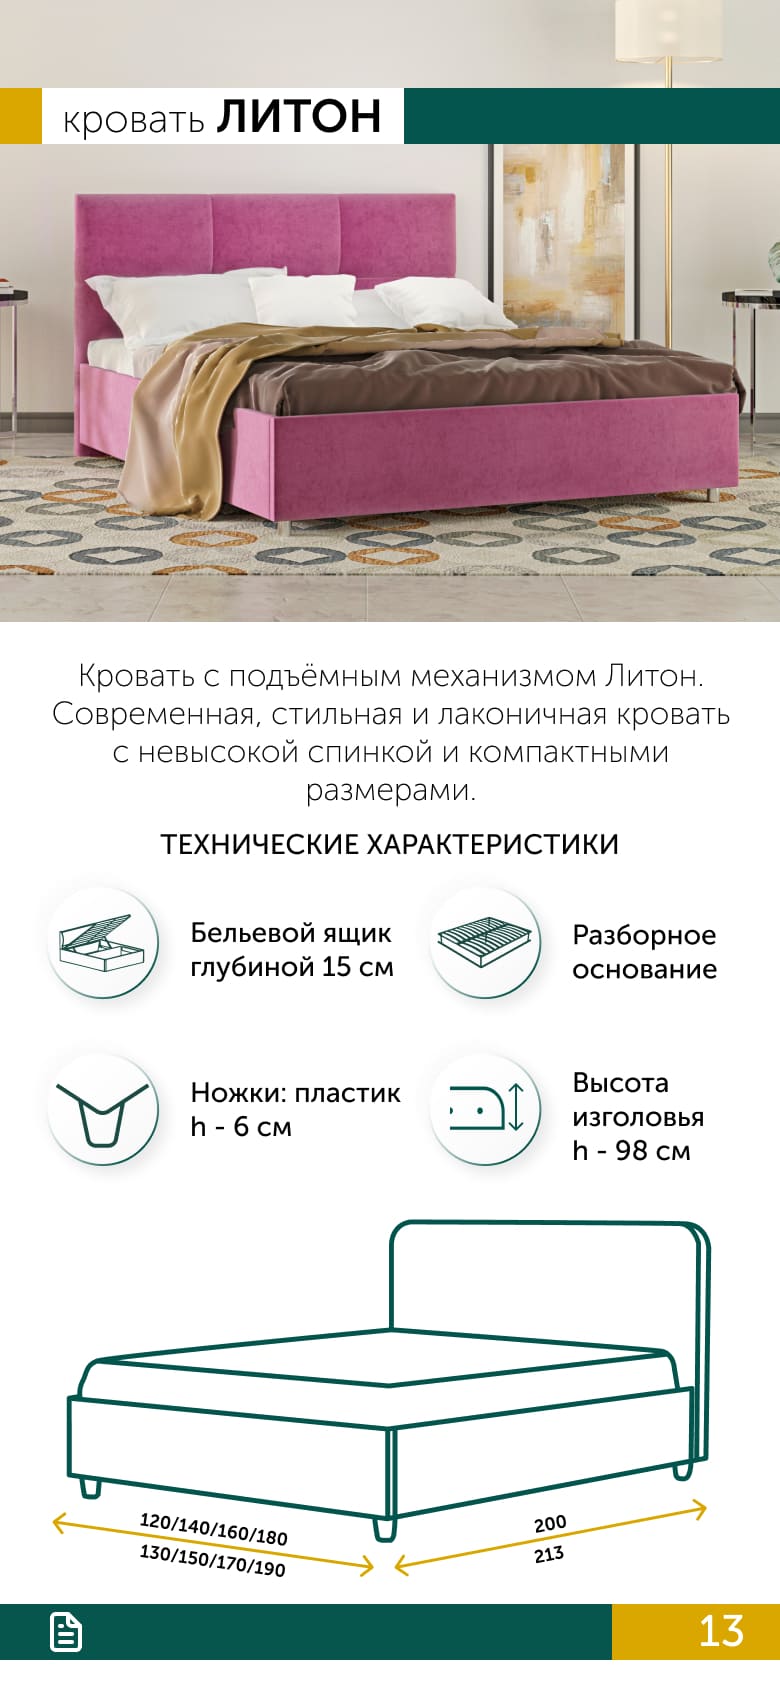 кровать ЛИТОН
Кровать с подъёмным механизмом Литон.
Современная, стильная и лаконичная кровать
с невысокой спинкой и компактными
размерами.
ТЕХНИЧЕСКИЕ ХАРАКТЕРИСТИКИ
Бельевой ящик
глубиной 15 см
Разборное
основание
Ножки: пластик
h - 6 см
Высота
изголовья
h - 98 см
120/140/160/180
130/150/170/190
200
213
13